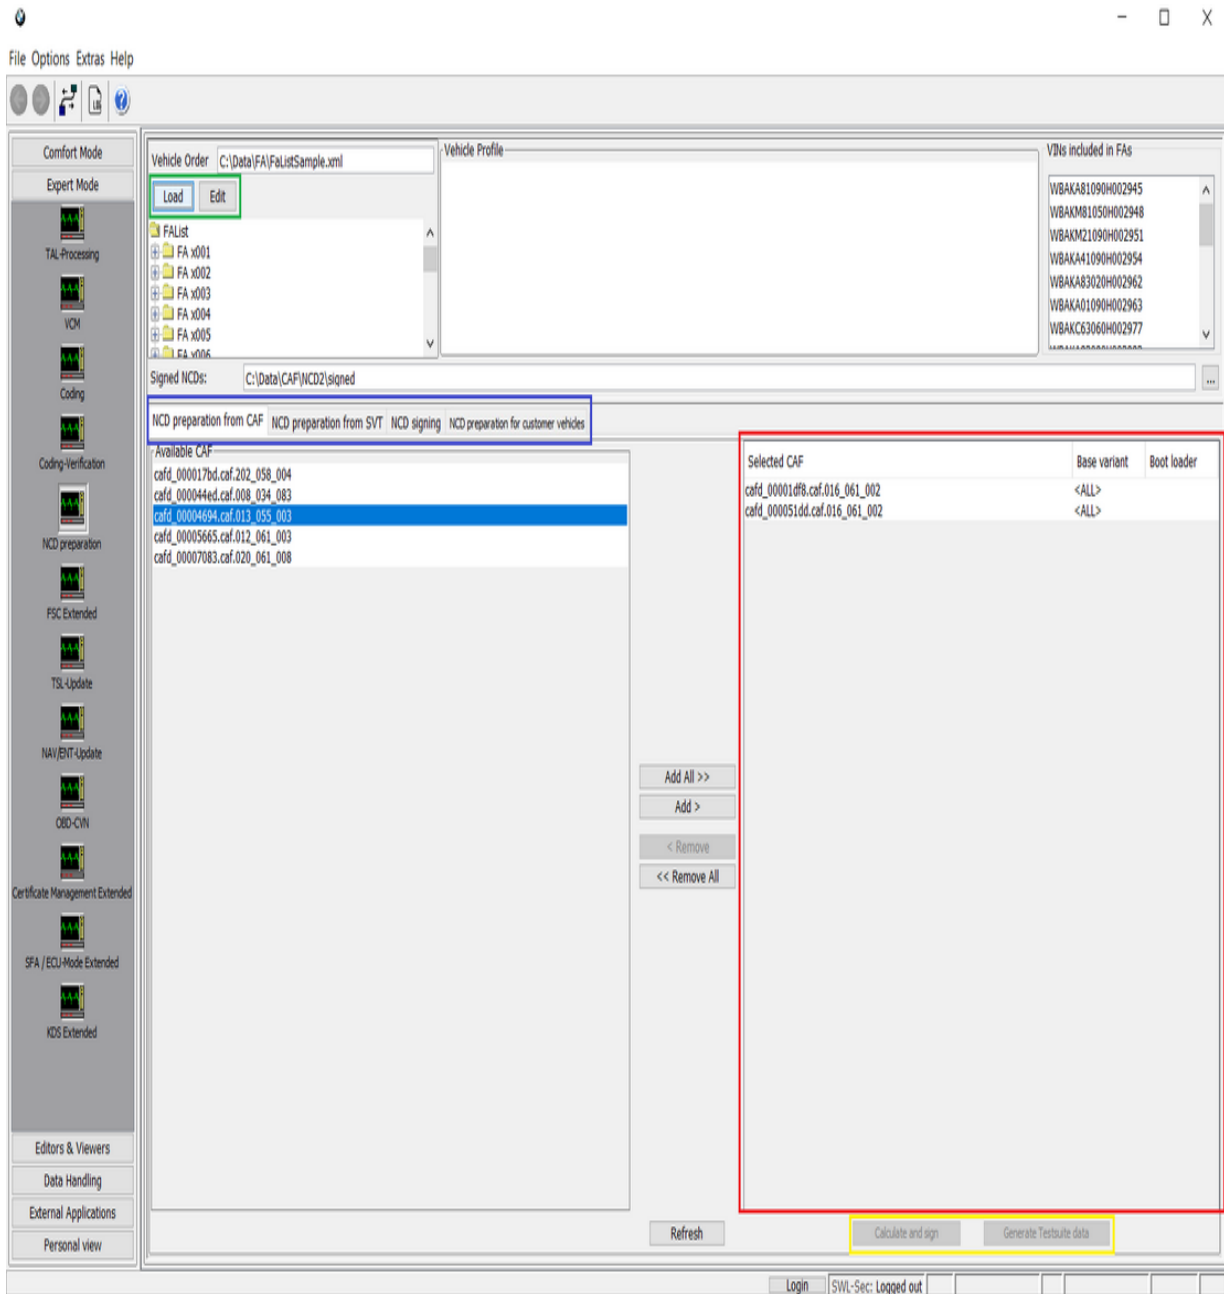 File Options Extras Help
Comfort Mode
Expert Mode
TAL-Processing
VCM
Coding
Coding-Verification
NCD preparation
FSC Extended
TSL-Update
NAV/ENT-Update
OBD-CVN
Certificate Management Extended
SFA / ECU-Mode Extended
KDS Extended
Editors & Viewers
Data Handling
External Applications
Personal view
Vehicle Order C:\Data\FA\FaListSample.xml
Load Edit
FAList
FA x001
FA x002
FA x003
FA x004
FA x005
FA x006
Vehicle Profile
VINs included in FAs
WBAKA81090H002945
WBAKM81050H002948
WBAKM21090H002951
WBAKA41090H002954
WBAKA83020H002962
WBAKA01090H002963
WBAKC63060H002977
Signed NCDs: C:\Data\CAF\NCD2\signed ...
NCD preparation from CAF NCD preparation from SVT NCD signing NCD preparation for customer vehicles
Available CAF
cafd_000017bd.caf.202_058_004
cafd_000044ed.caf.008_034_083
cafd_00004694.caf.013_055_003
cafd_00005665.caf.012_061_003
cafd_00007083.caf.020_061_008
Add All >>
Add >
< Remove
<< Remove All
Selected CAF Base variant Boot loader
cafd_00001df8.caf.016_061_002 <ALL>
cafd_000051dd.caf.016_061_002 <ALL>
Refresh Calculate and sign Generate Testsuite data
Login SWL-Sec: Logged out